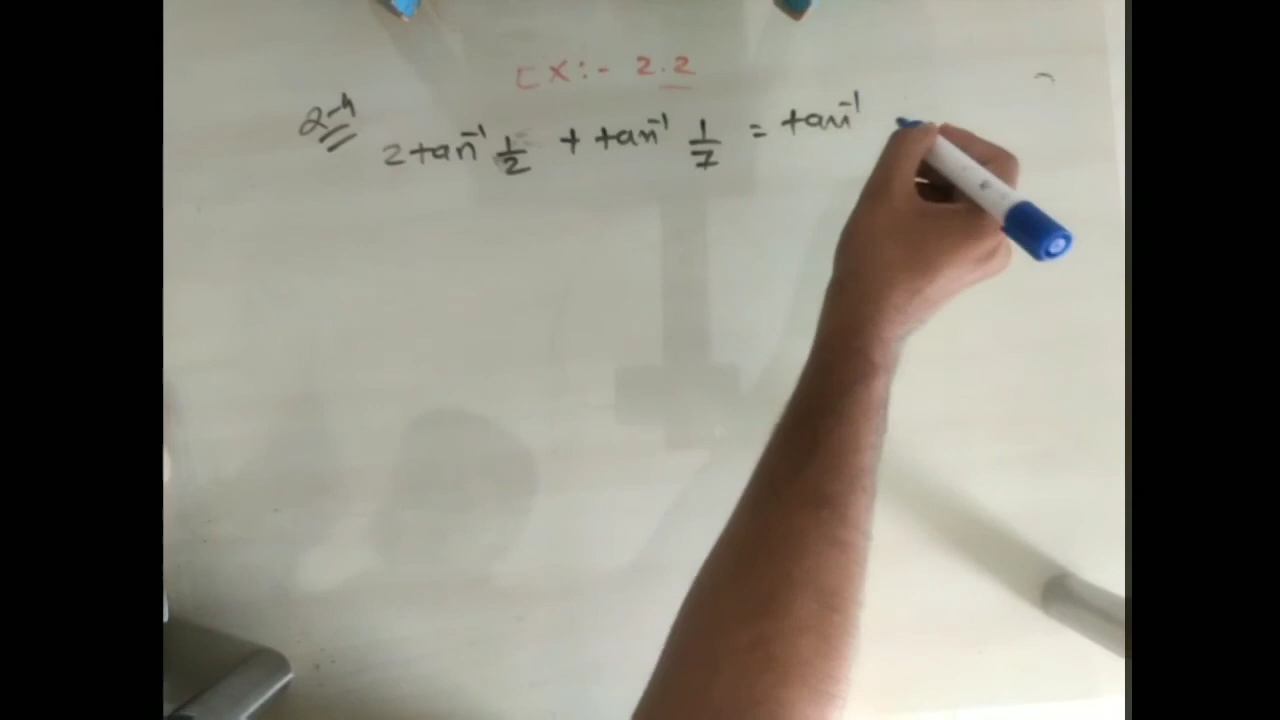 EX:- 2.2
Q-4
2tan⁻¹ 1/2 + tan⁻¹ 1/7 = tan⁻¹